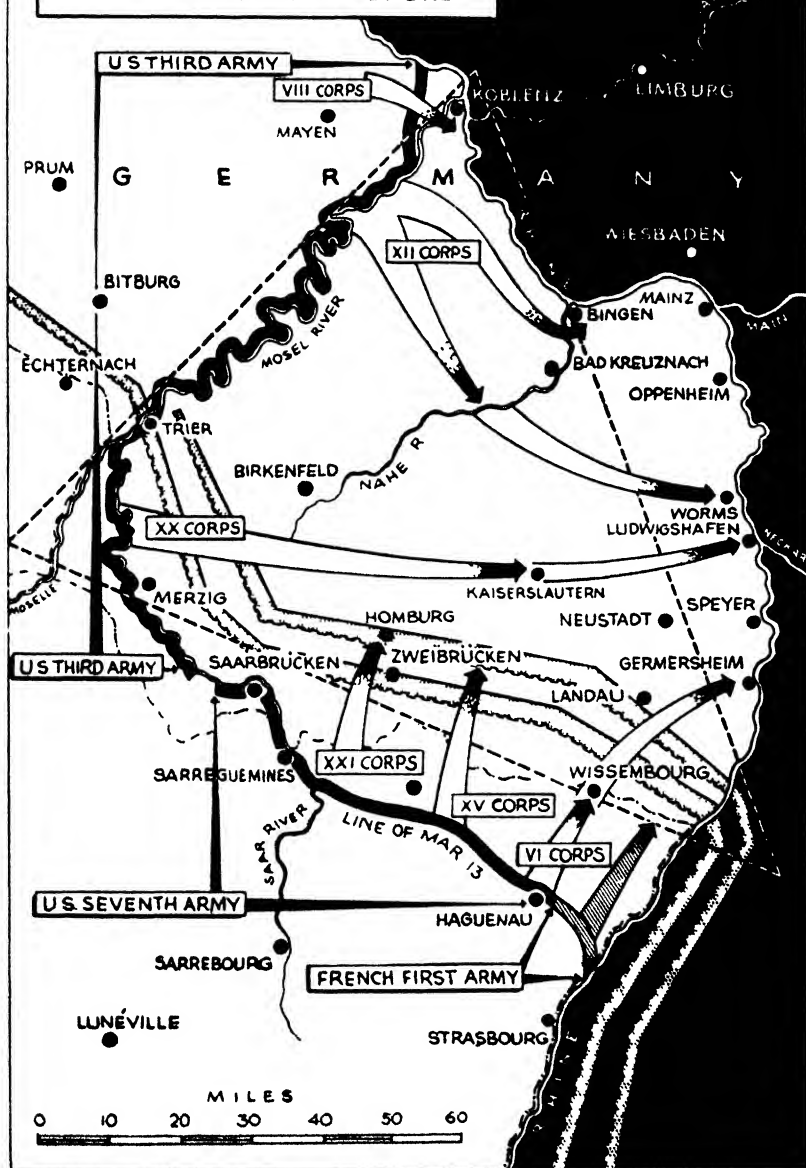 US THIRD ARMY
VIII CORPS
KOBLENZ
LIMBURG
MAYEN
PRUM
G E R M A N Y
WIESBADEN
XII CORPS
BITBURG
MAINZ
BINGEN
MAIN
MOSEL RIVER
ECHTERNACH
BAD KREUZNACH
OPPENHEIM
TRIER
BIRKENFELD
NAHE R
WORMS
XX CORPS
LUDWIGSHAFEN
NECKAR
KAISERSLAUTERN
MOSELLE
MERZIG
HOMBURG
NEUSTADT
SPEYER
US THIRD ARMY
SAARBRÜCKEN
ZWEIBRÜCKEN
GERMERSHEIM
LANDAU
XXI CORPS
SARREGUEMINES
WISSEMBOURG
XV CORPS
SAAR RIVER
LINE OF MAR 13
VI CORPS
U.S. SEVENTH ARMY
HAGUENAU
SARREBOURG
FRENCH FIRST ARMY
LUNÉVILLE
STRASBOURG
RHINE
MILES
0 10 20 30 40 50 60